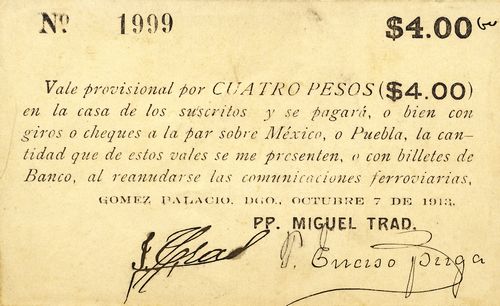 Nº 1999 $4.00
Vale provisional por CUATRO PESOS ($4.00)
en la casa de los suscritos y se pagará, o bien con
giros o cheques a la par sobre México, o Puebla, la can-
tidad que de estos vales se me presenten, o con billetes de
Banco, al reanudarse las comunicaciones ferroviarias,
GOMEZ PALACIO, DGO., OCTUBRE 7 DE 1913.
PP. MIGUEL TRAD.